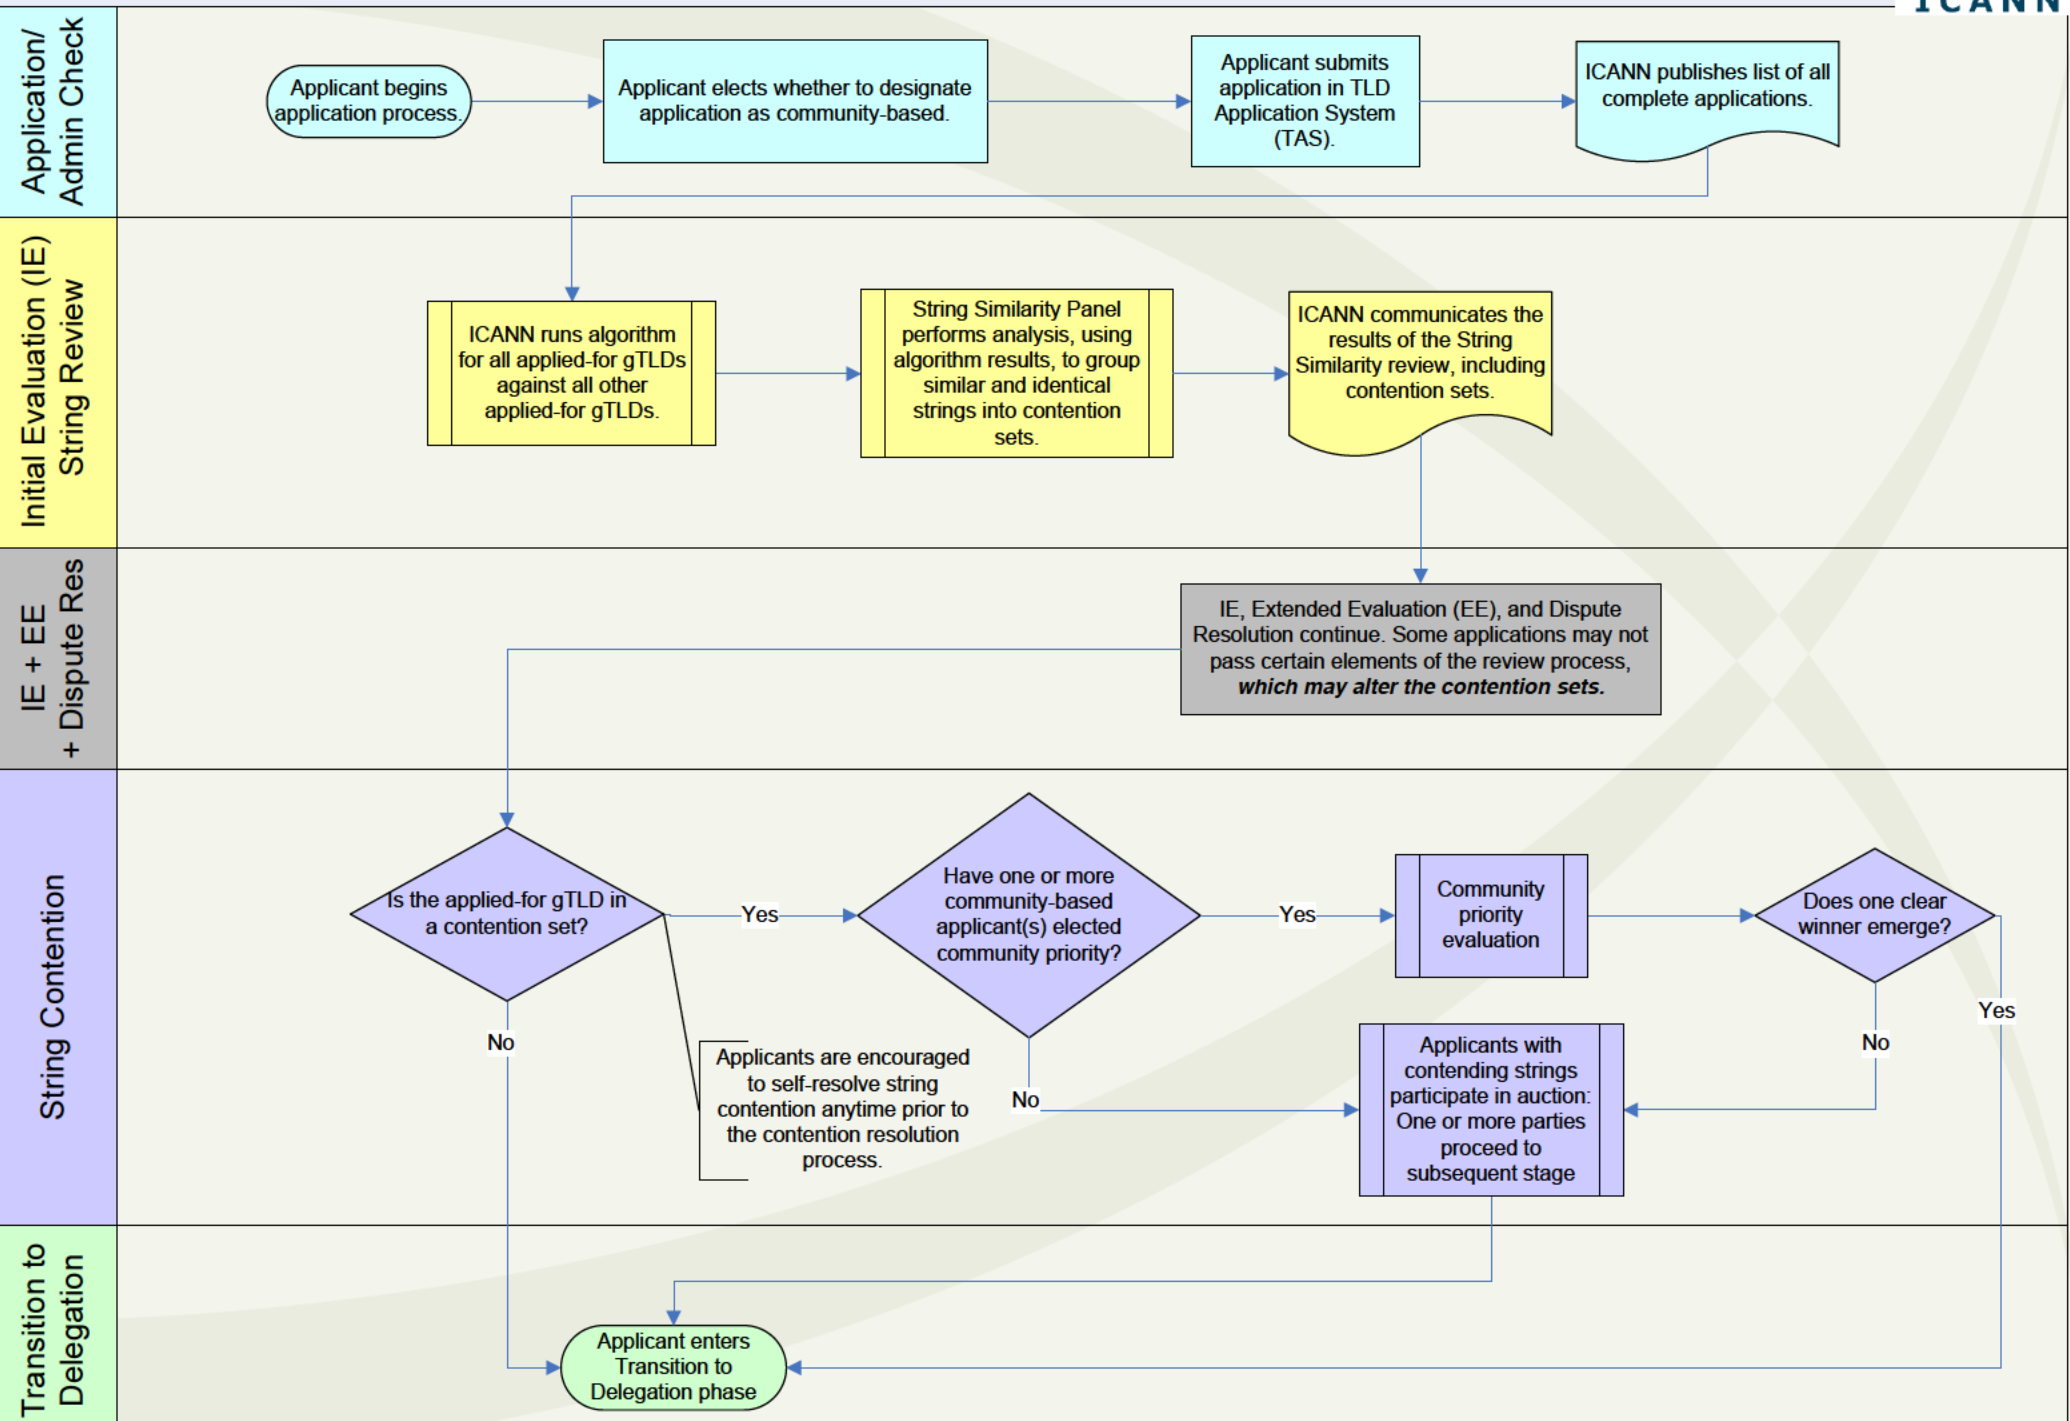 ICANN
Application/
Admin Check
Applicant begins
application process.
Applicant elects whether to designate
application as community-based.
Applicant submits
application in TLD
Application System
(TAS).
ICANN publishes list of all
complete applications.
Initial Evaluation (IE)
String Review
ICANN runs algorithm
for all applied-for gTLDs
against all other
applied-for gTLDs.
String Similarity Panel
performs analysis, using
algorithm results, to group
similar and identical
strings into contention
sets.
ICANN communicates the
results of the String
Similarity review, including
contention sets.
IE + EE
+ Dispute Res
IE, Extended Evaluation (EE), and Dispute
Resolution continue. Some applications may not
pass certain elements of the review process,
which may alter the contention sets.
String Contention
Is the applied-for gTLD in
a contention set?
Yes
Have one or more
community-based
applicant(s) elected
community priority?
Yes
Community
priority
evaluation
Does one clear
winner emerge?
Yes
No
No
Applicants are encouraged
to self-resolve string
contention anytime prior to
the contention resolution
process.
No
Applicants with
contending strings
participate in auction:
One or more parties
proceed to
subsequent stage
Transition to
Delegation
Applicant enters
Transition to
Delegation phase